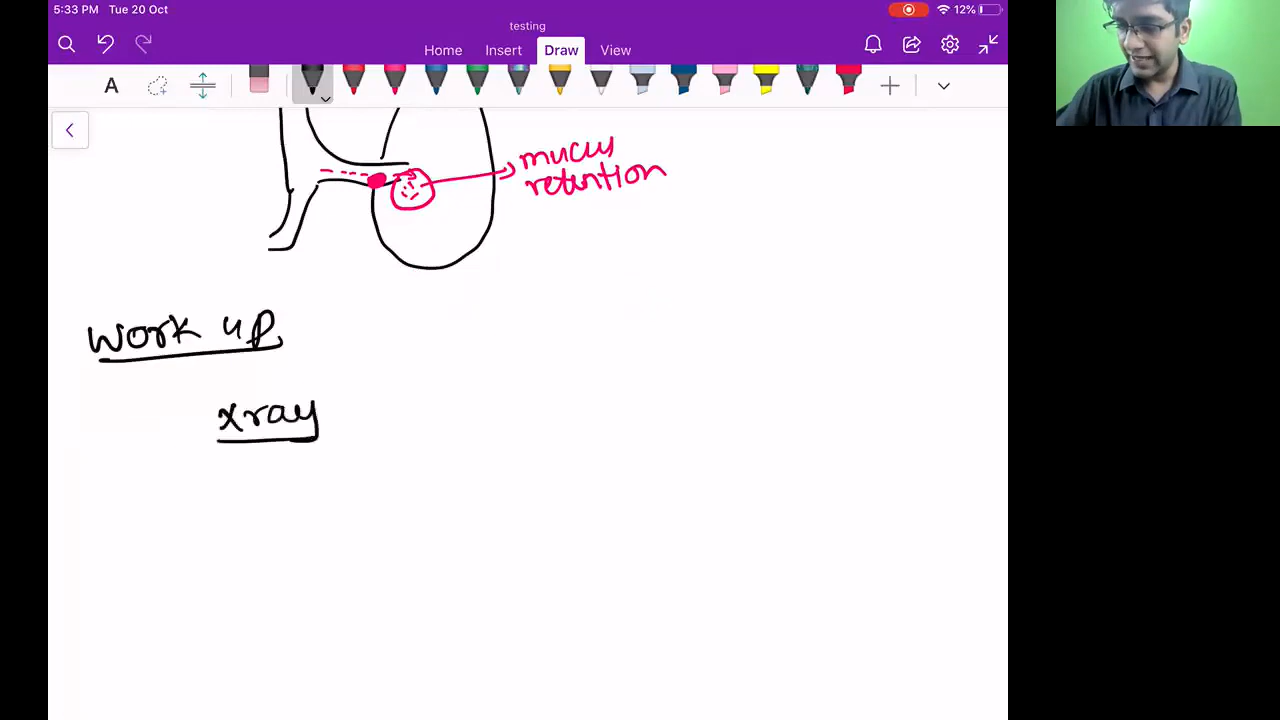 5:33 PM Tue 20 Oct
12%
testing
Home Insert Draw View
A
mucus
retention
work up
xray